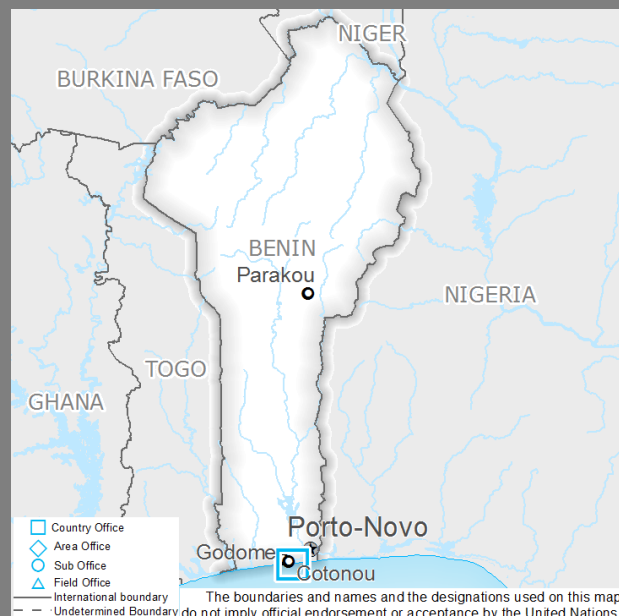 NIGER
BURKINA FASO
BENIN
Parakou
NIGERIA
TOGO
GHANA
Porto-Novo
Godome
Cotonou
Country Office
Area Office
Sub Office
Field Office
International boundary
Undetermined Boundary
The boundaries and names and the designations used on this map
do not imply official endorsement or acceptance by the United Nations